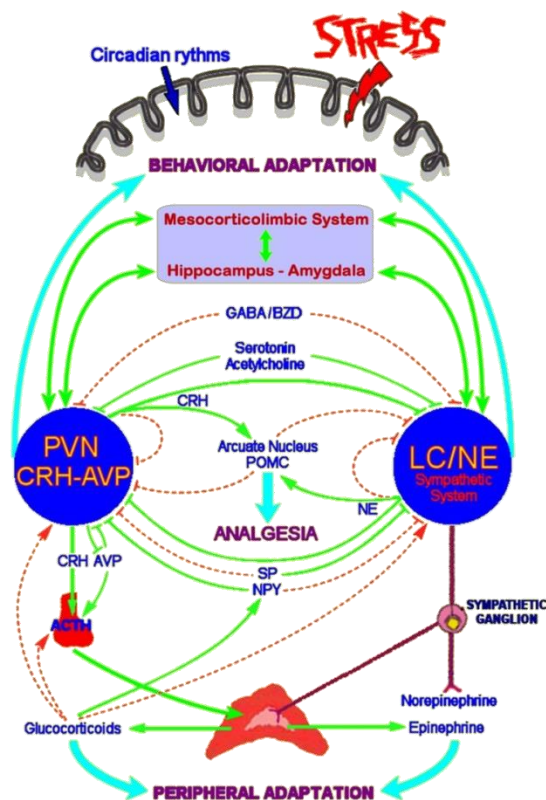 STRESS
Circadian rythms
BEHAVIORAL ADAPTATION
Mesocorticolimbic System
Hippocampus - Amygdala
GABA/BZD
Serotonin
Acetylcholine
CRH
PVN
CRH-AVP
Arcuate Nucleus
POMC
LC/NE
Sympathetic
System
NE
ANALGESIA
CRH AVP
SP
NPY
ACTH
SYMPATHETIC
GANGLION
Norepinephrine
Glucocorticoids
Epinephrine
PERIPHERAL ADAPTATION